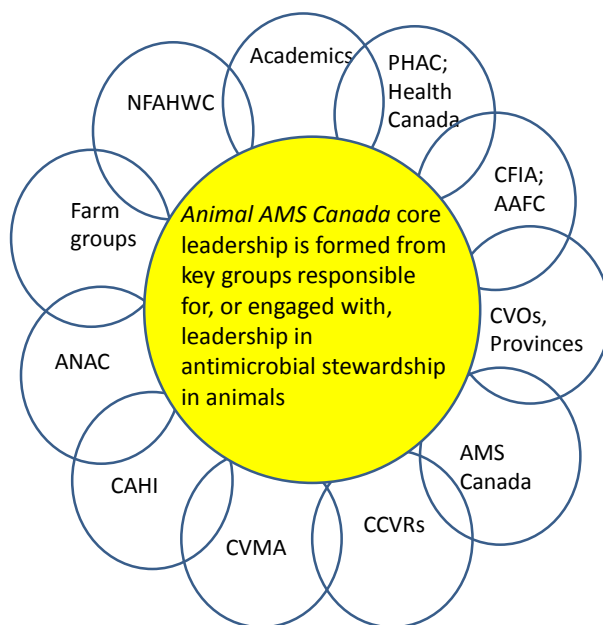 Academics
PHAC;
Health
Canada
NFAHWC
CFIA;
AAFC
Farm
groups
Animal AMS Canada core
leadership is formed from
key groups responsible
for, or engaged with,
leadership in
antimicrobial stewardship
in animals
CVOs,
Provinces
ANAC
AMS
Canada
CAHI
CCVRs
CVMA